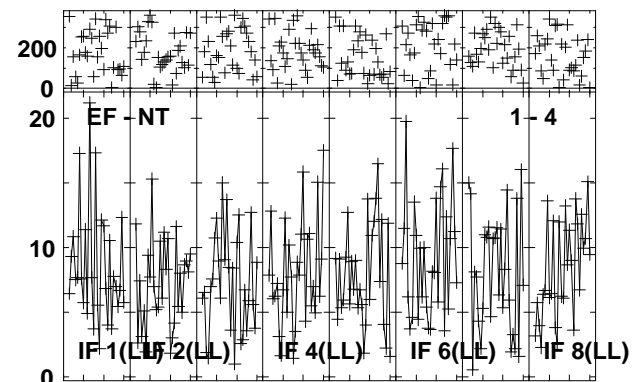 200
0
20
EF - NT
1 - 4
10
IF 1(LL)
IF 2(LL)
IF 4(LL)
IF 6(LL)
IF 8(LL)
0